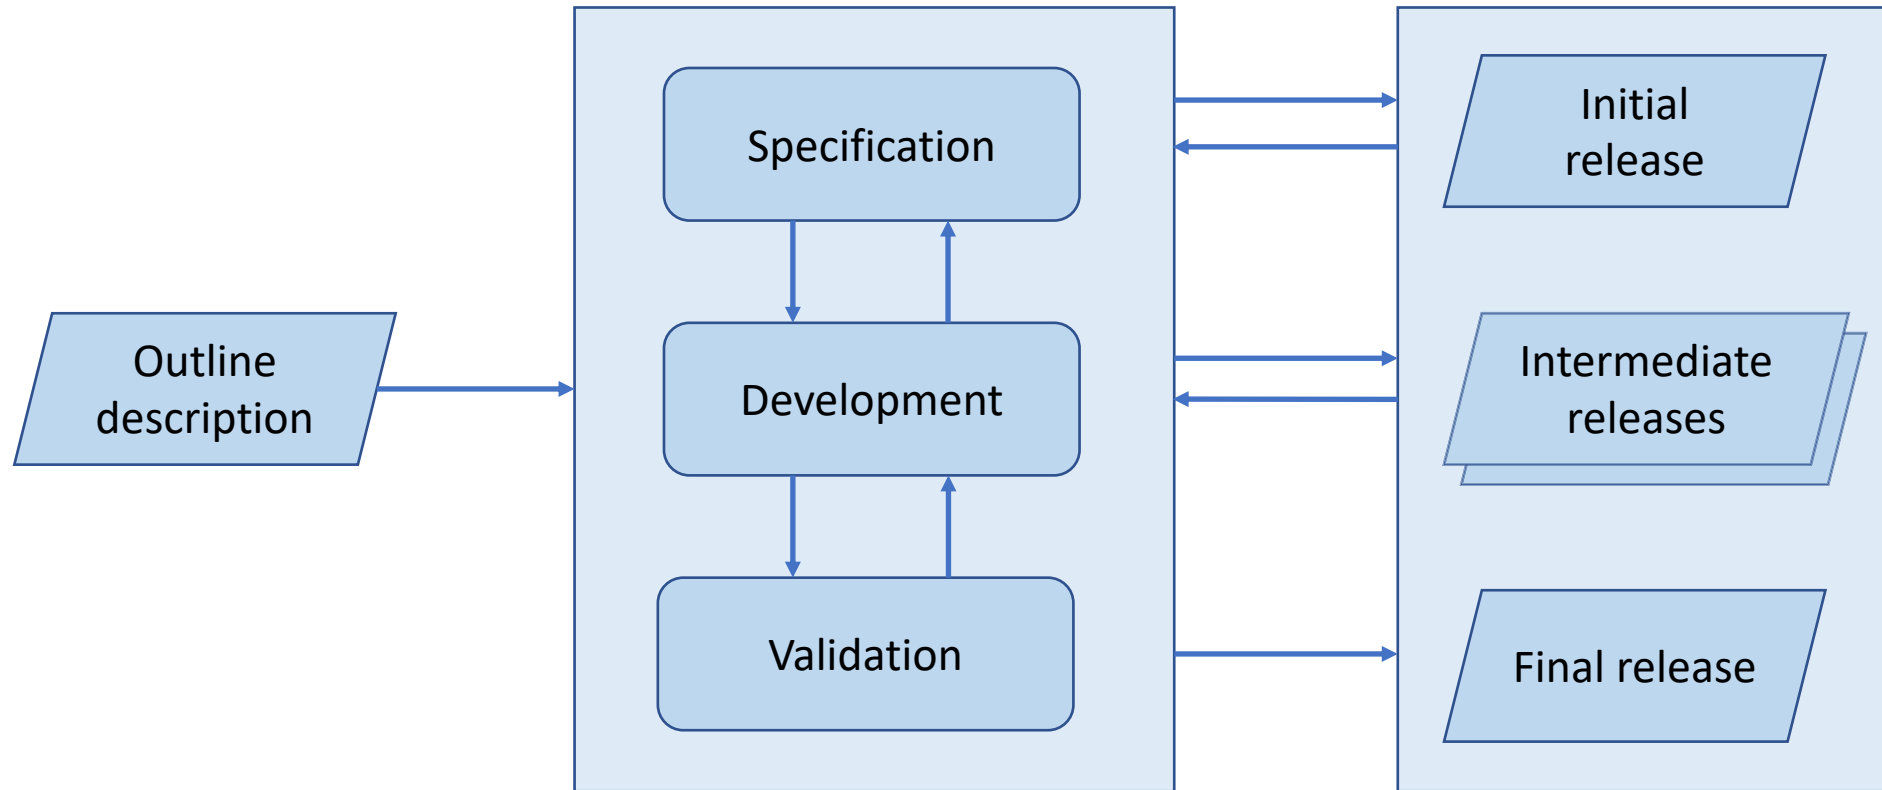 Specification
Initial
release
Outline
description
Development
Intermediate
releases
Validation
Final release